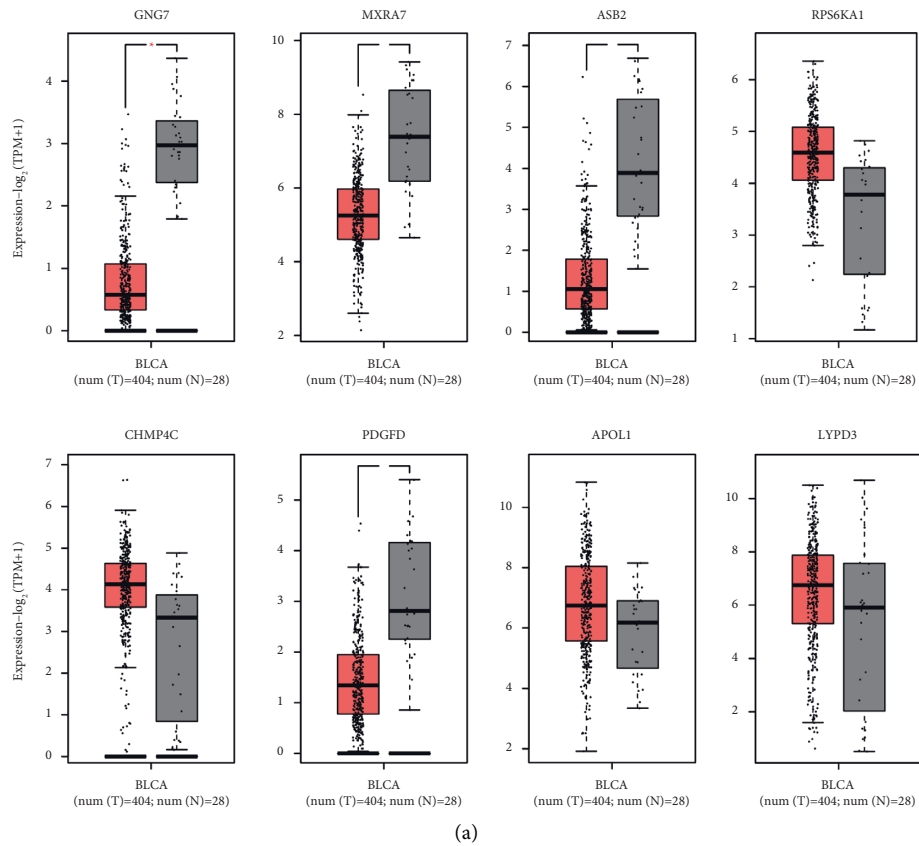 GNG7
MXRA7
ASB2
RPS6KA1
Expression–log2 (TPM+1)
4
3
2
1
0
10
8
6
4
2
7
6
5
4
3
2
1
0
6
5
4
3
2
1
*
BLCA
(num (T)=404; num (N)=28)
BLCA
(num (T)=404; num (N)=28)
BLCA
(num (T)=404; num (N)=28)
BLCA
(num (T)=404; num (N)=28)
CHMP4C
PDGFD
APOL1
LYPD3
Expression–log2 (TPM+1)
7
6
5
4
3
2
1
0
5
4
3
2
1
0
10
8
6
4
2
10
8
6
4
2
BLCA
(num (T)=404; num (N)=28)
BLCA
(num (T)=404; num (N)=28)
BLCA
(num (T)=404; num (N)=28)
BLCA
(num (T)=404; num (N)=28)
(a)